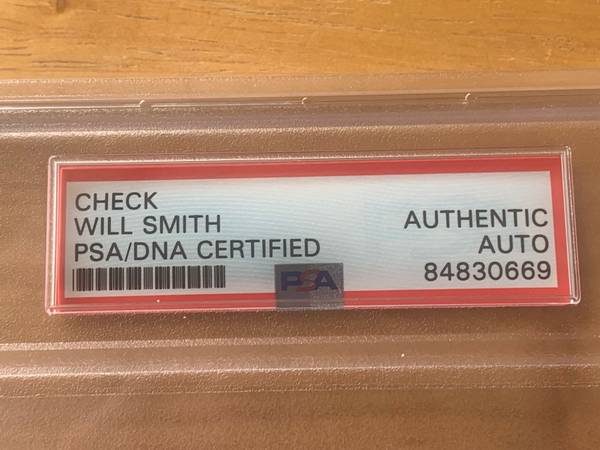 CHECK
WILL SMITH
PSA/DNA CERTIFIED
AUTHENTIC
AUTO
84830669
PSA